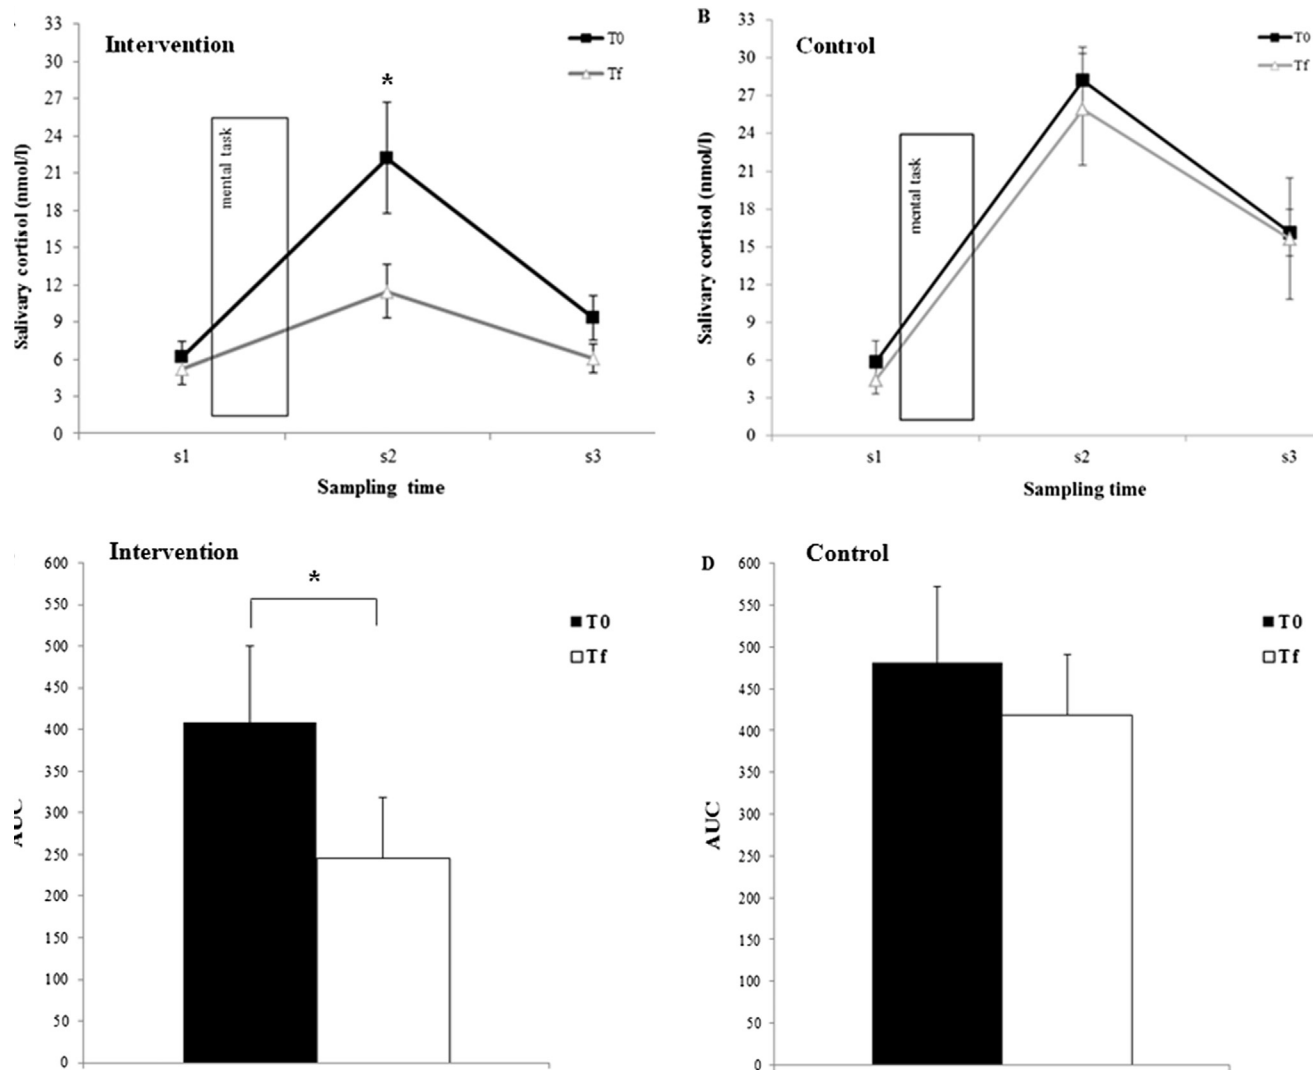 Intervention
T0
Tf
*
33
30
27
24
21
18
15
12
9
6
3
0
mental task
Salivary cortisol (nmol/l)
s1 s2 s3
Sampling time
B
Control
T0
Tf
33
30
27
24
21
18
15
12
9
6
3
0
mental task
Salivary cortisol (nmol/l)
s1 s2 s3
Sampling time
Intervention
*
T0
Tf
600
550
500
450
400
350
300
250
200
150
100
50
0
AUC
D
Control
T0
Tf
600
550
500
450
400
350
300
250
200
150
100
50
0
AUC